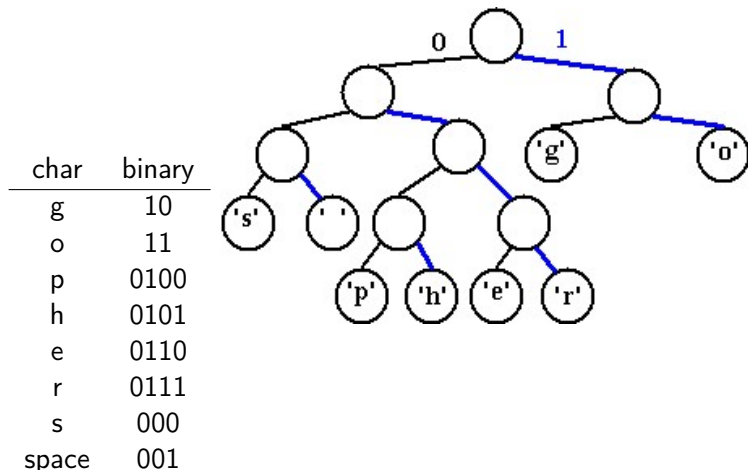 0 1
'g' 'o'
's' ' '
'p' 'h' 'e' 'r'
char binary
g 10
o 11
p 0100
h 0101
e 0110
r 0111
s 000
space 001